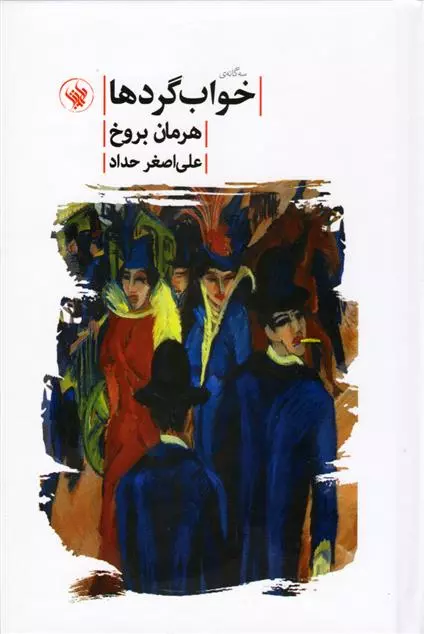 سه‌گانه‌ی
خواب‌گردها
هرمان بروخ
علی‌اصغر حداد